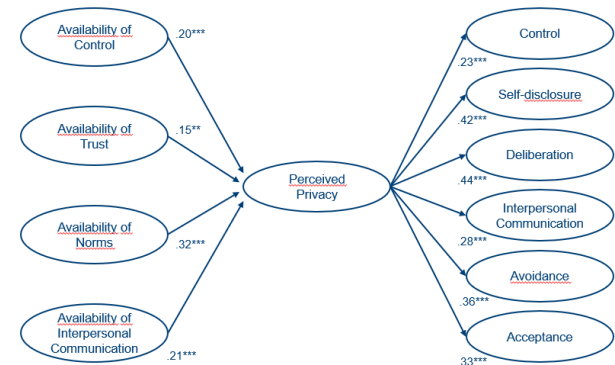 Availability of
Control
.20***
Availability of
Trust
.15**
Availability of
Norms
.32***
Availability of
Interpersonal
Communication
.21***
Perceived
Privacy
Control
.23***
Self-disclosure
.42***
Deliberation
.44***
Interpersonal
Communication
.28***
Avoidance
.36***
Acceptance
.33***